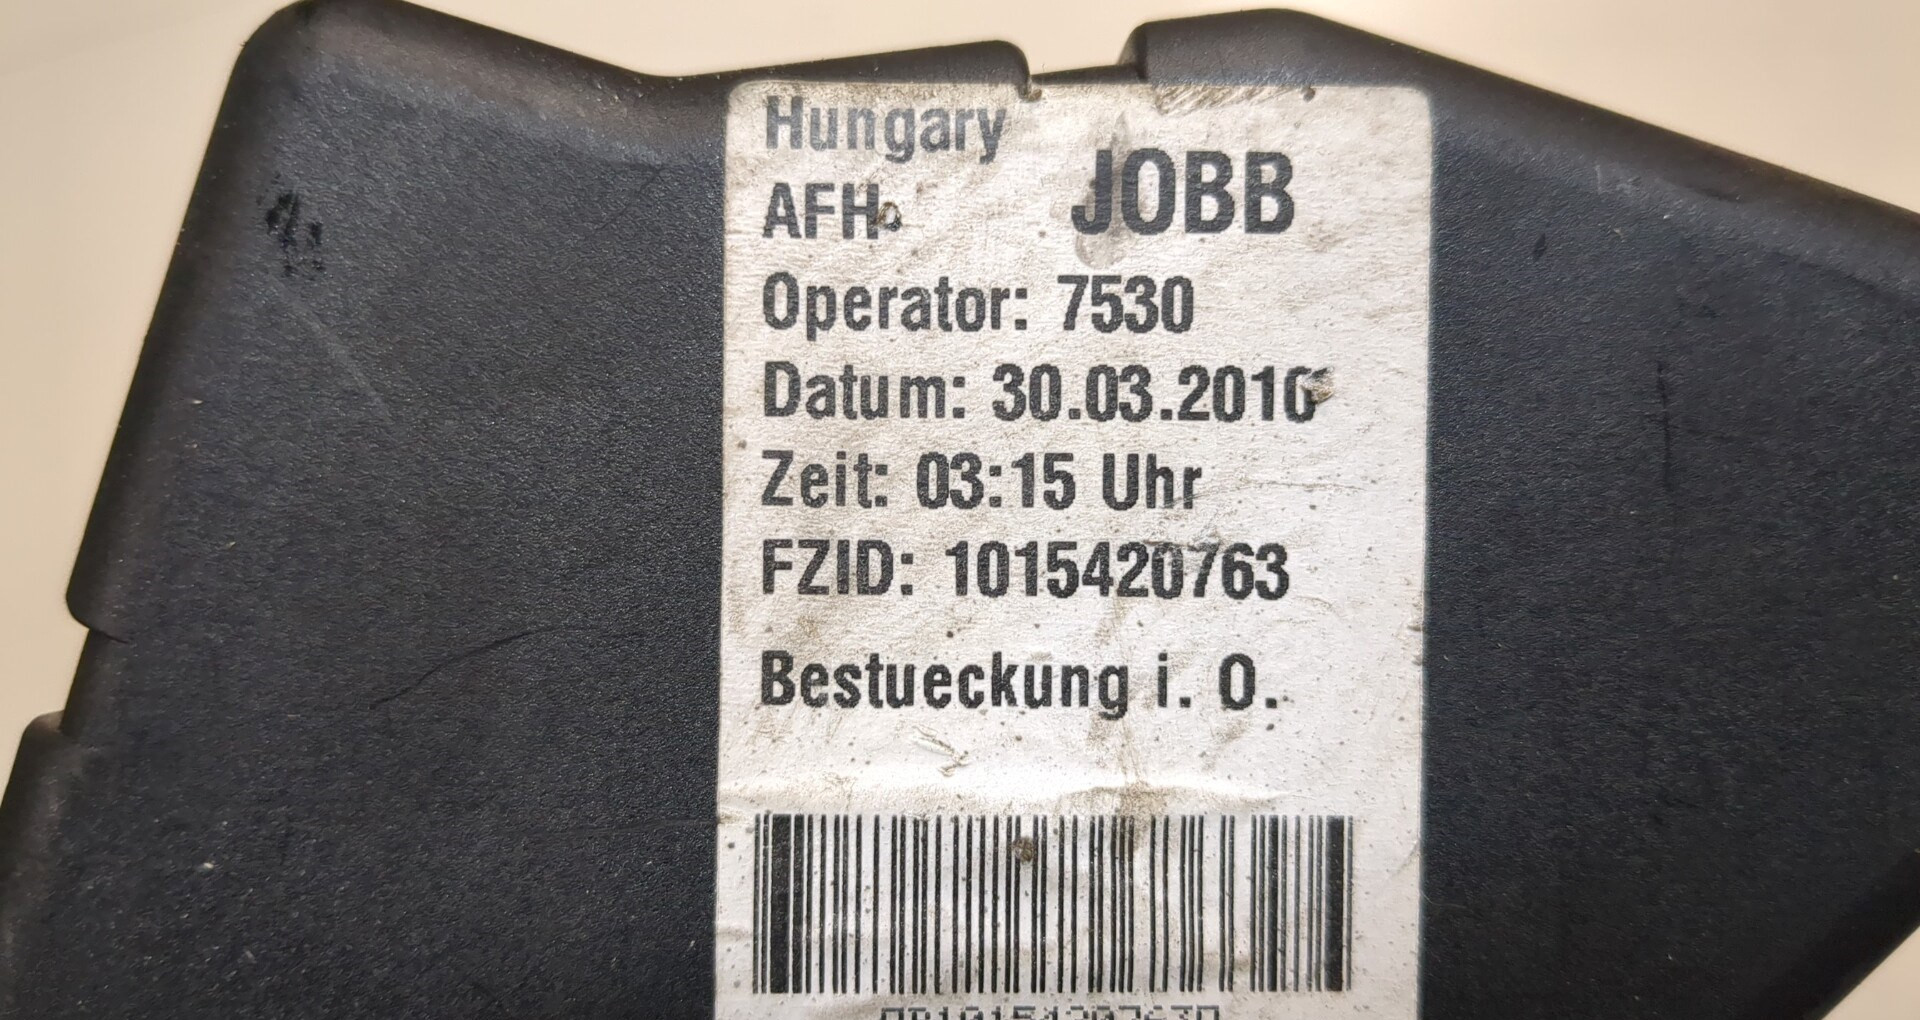 Hungary
AFH
JOBB
Operator: 7530
Datum: 30.03.2010
Zeit: 03:15 Uhr
FZID: 1015420763
Bestueckung i. O.